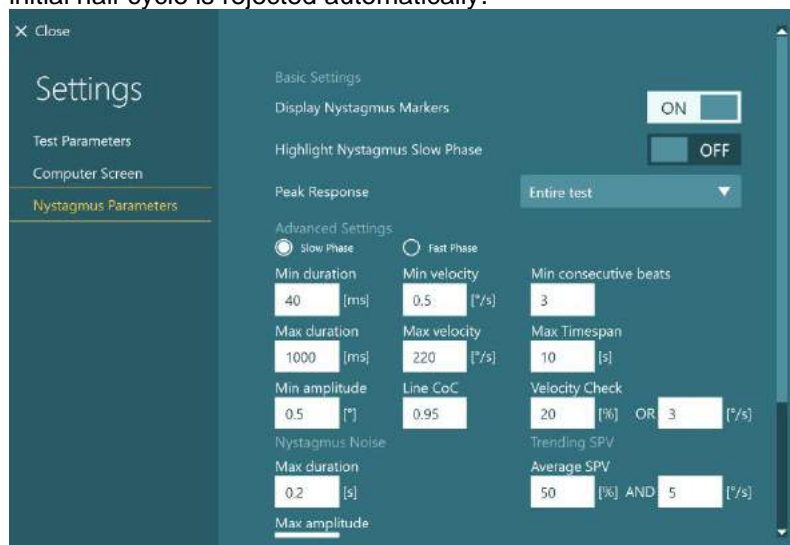 initial half cycle is rejected automatically.
X Close
Settings
Test Parameters
Computer Screen
Nystagmus Parameters
Basic Settings
Display Nystagmus Markers ON
Highlight Nystagmus Slow Phase OFF
Peak Response Entire test
Advanced Settings
Slow Phase Fast Phase
Min duration Min velocity Min consecutive beats
40 [ms] 0.5 [°/s] 3
Max duration Max velocity Max Timespan
1000 [ms] 220 [°/s] 10 [s]
Min amplitude Line CoC Velocity Check
0.5 [°] 0.95 20 [%] OR 3 [°/s]
Nystagmus Noise Trending SPV
Max duration Average SPV
0.2 [s] 50 [%] AND 5 [°/s]
Max amplitude